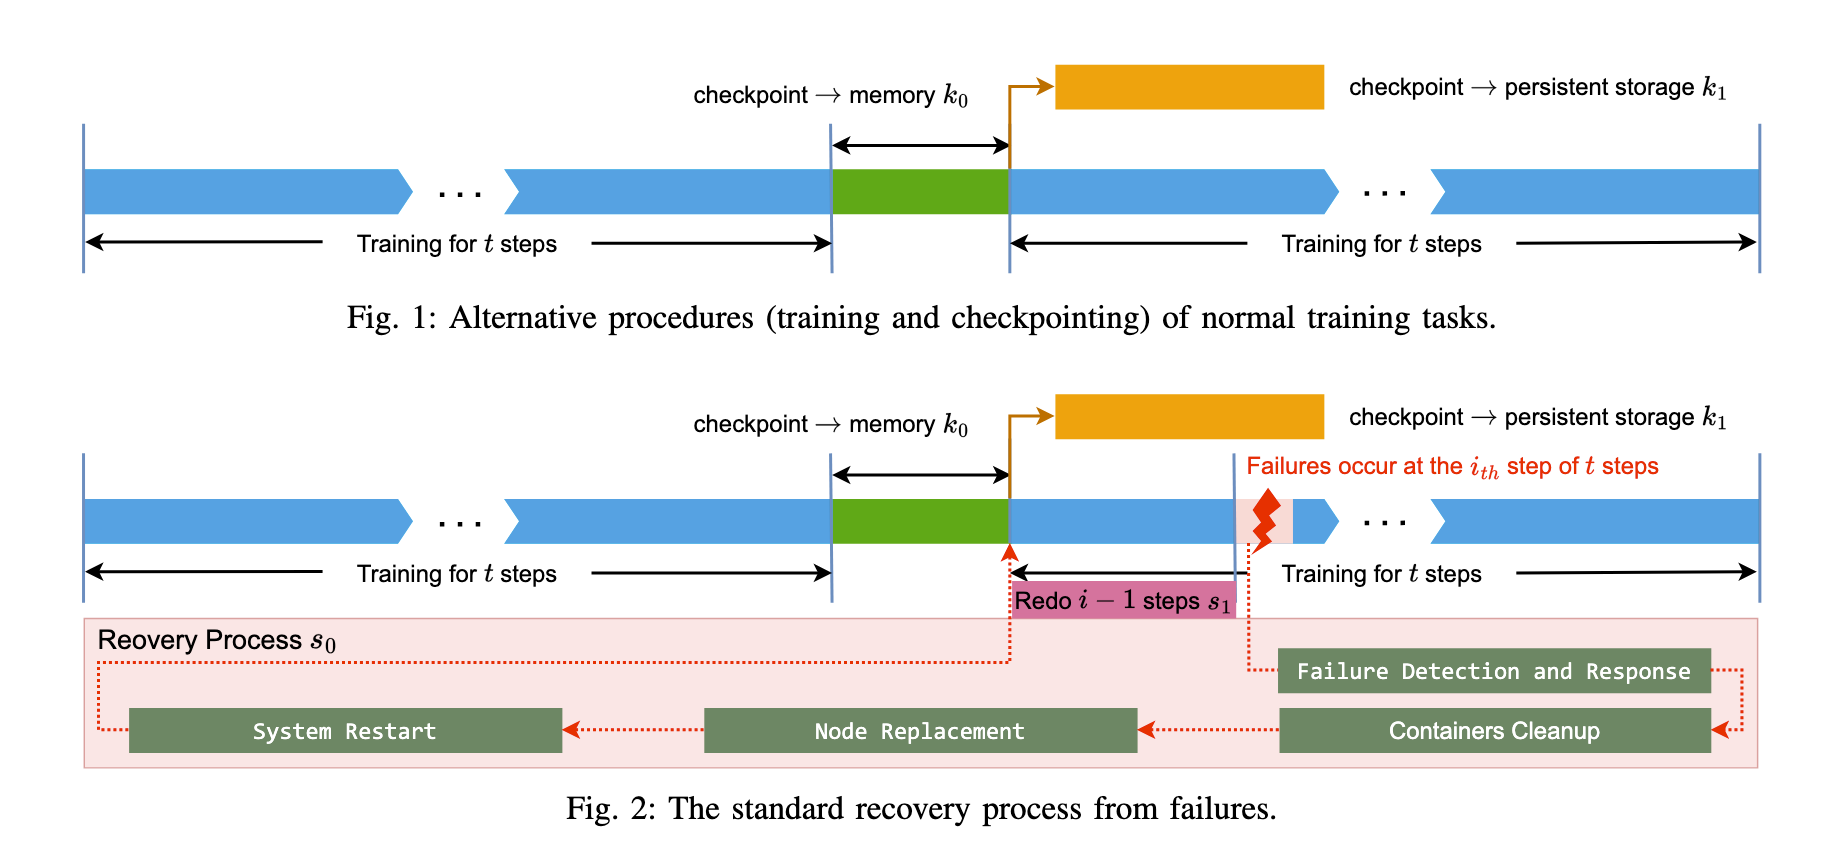 checkpoint → memory k₀
checkpoint → persistent storage k₁
. . .
. . .
Training for t steps
Training for t steps
Fig. 1: Alternative procedures (training and checkpointing) of normal training tasks.
checkpoint → memory k₀
checkpoint → persistent storage k₁
Failures occur at the iₜₕ step of t steps
. . .
. . .
Training for t steps
Training for t steps
Redo i − 1 steps s₁
Reovery Process s₀
Failure Detection and Response
System Restart
Node Replacement
Containers Cleanup
Fig. 2: The standard recovery process from failures.